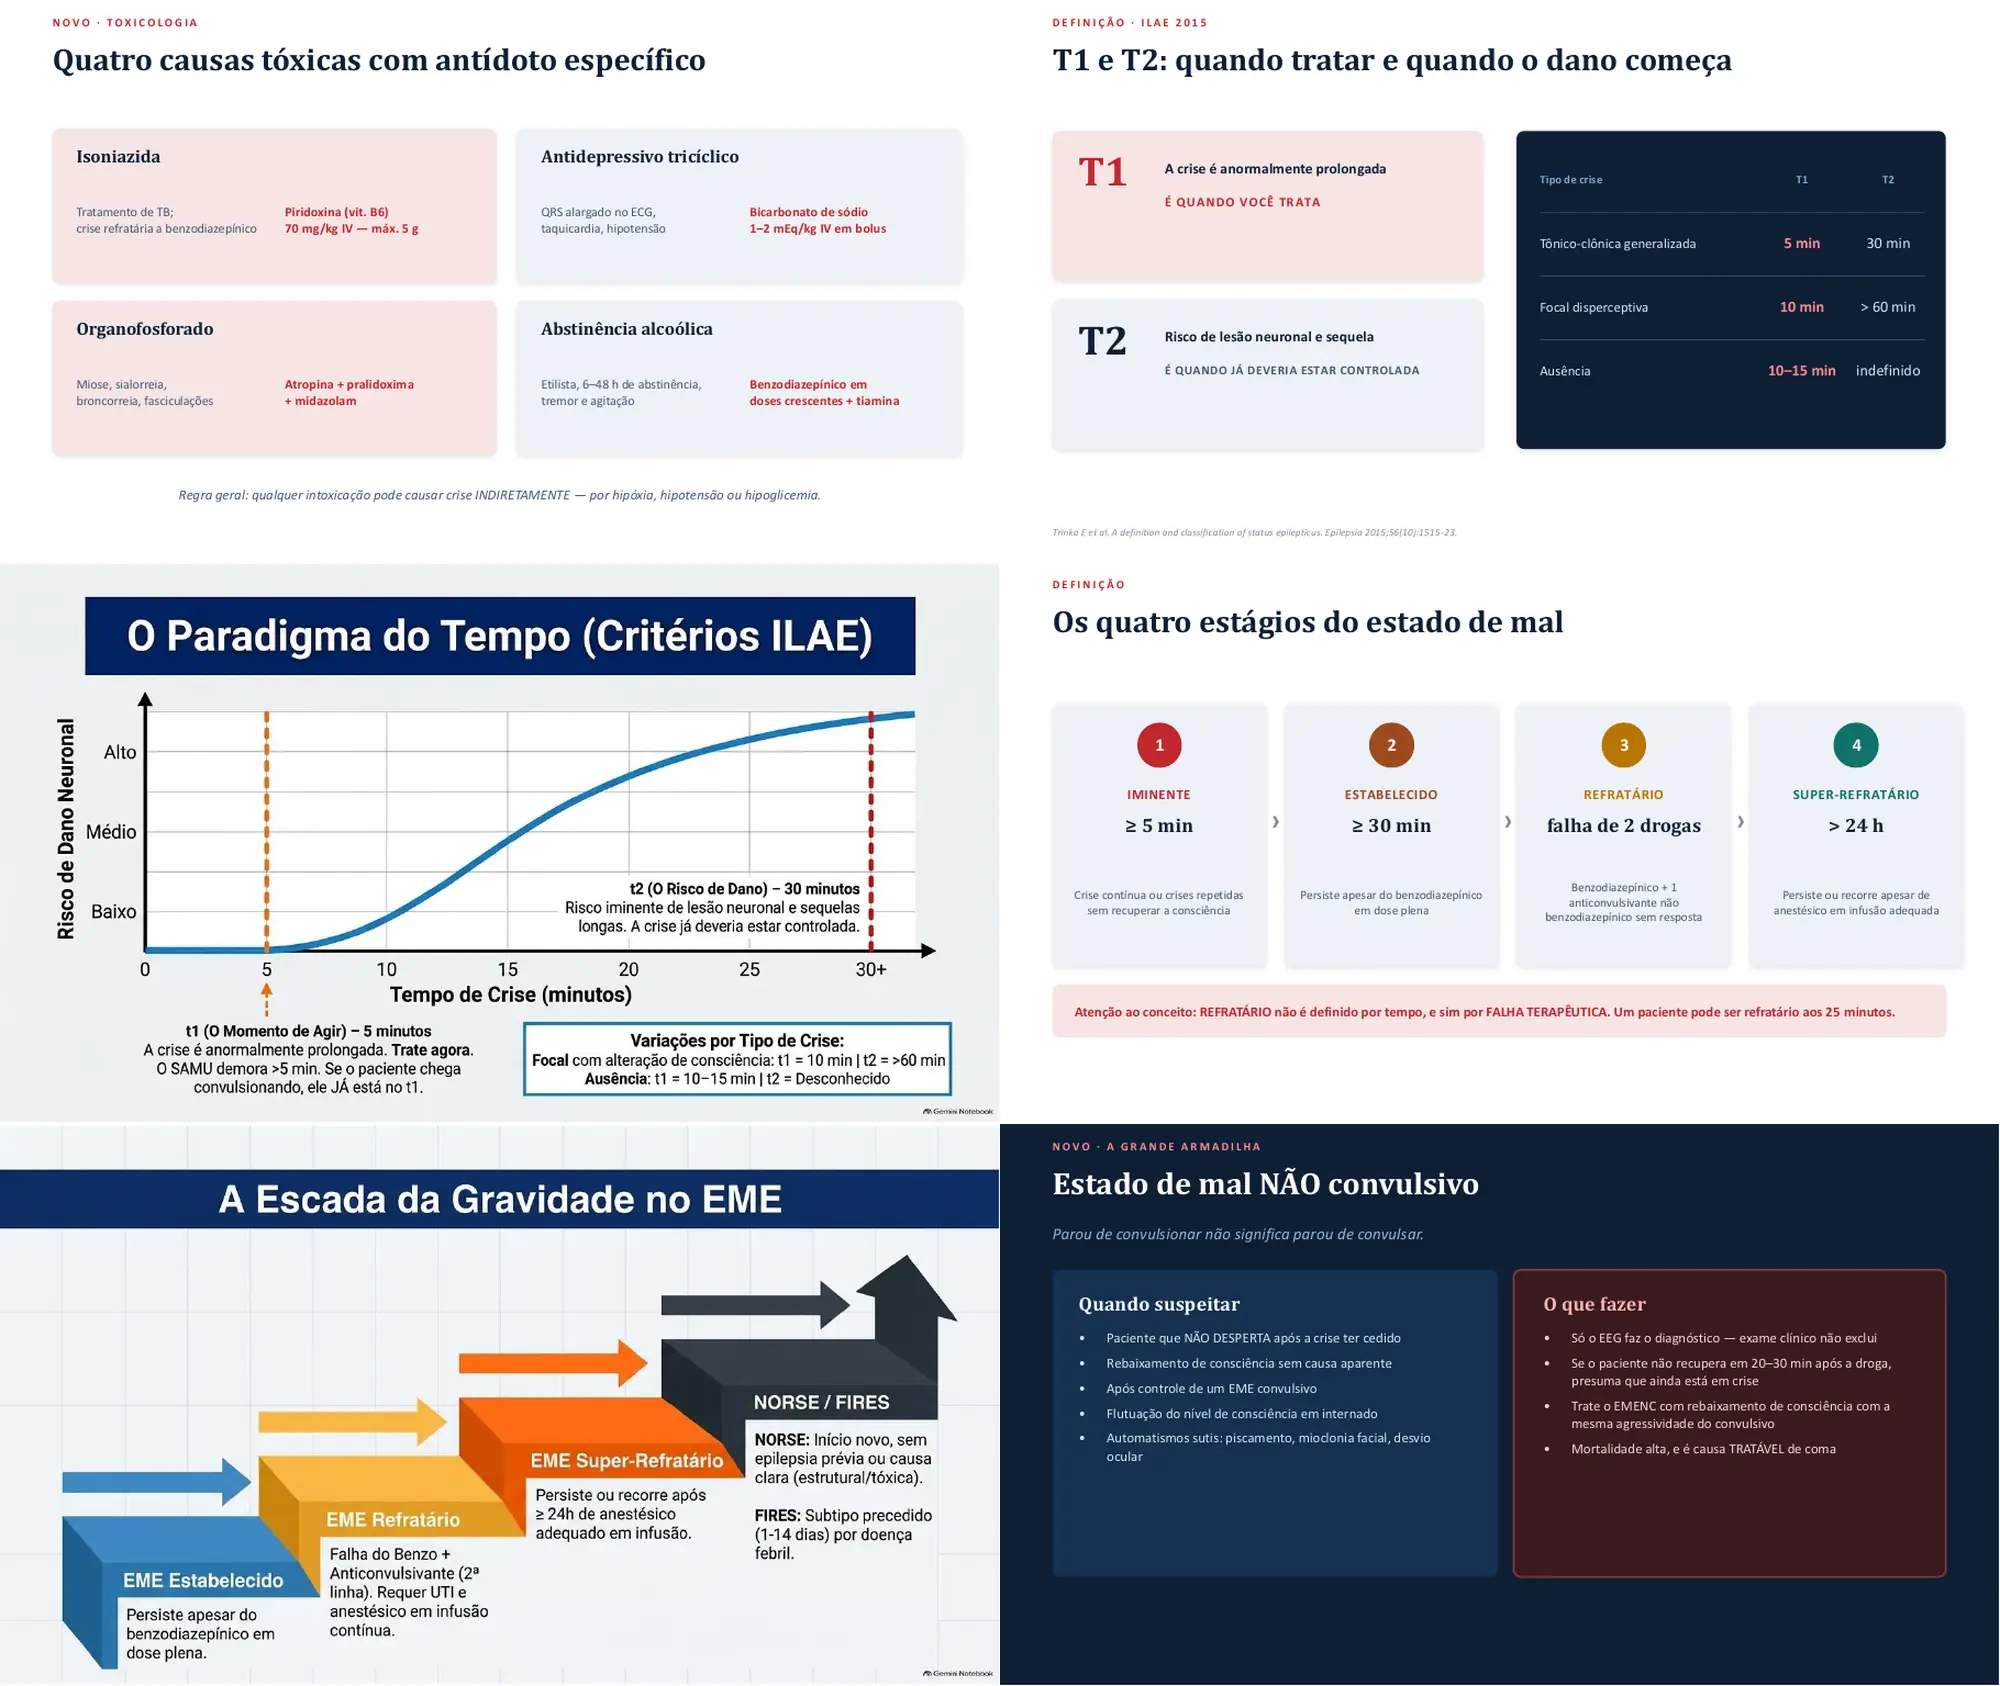 NOVO · TOXICOLOGIA
Quatro causas tóxicas com antídoto específico
Isoniazida
Tratamento de TB;
crise refratária a benzodiazepínico
Piridoxina (vit. B6)
70 mg/kg IV — máx. 5 g
Antidepressivo tricíclico
QRS alargado no ECG,
taquicardia, hipotensão
Bicarbonato de sódio
1–2 mEq/kg IV em bolus
Organofosforado
Miose, sialorreia,
broncorreia, fasciculações
Atropina + pralidoxima
+ midazolam
Abstinência alcoólica
Etilista, 6–48 h de abstinência,
tremor e agitação
Benzodiazepínico em
doses crescentes + tiamina
Regra geral: qualquer intoxicação pode causar crise INDIRETAMENTE — por hipóxia, hipotensão ou hipoglicemia.
DEFINIÇÃO · ILAE 2015
T1 e T2: quando tratar e quando o dano começa
T1
A crise é anormalmente prolongada
É QUANDO VOCÊ TRATA
T2
Risco de lesão neuronal e sequela
É QUANDO JÁ DEVERIA ESTAR CONTROLADA
Tipo de crise T1 T2
Tônico-clônica generalizada 5 min 30 min
Focal disperceptiva 10 min > 60 min
Ausência 10–15 min indefinido
Trinka E et al. A definition and classification of status epilepticus. Epilepsia 2015;56(10):1515-23.
O Paradigma do Tempo (Critérios ILAE)
Risco de Dano Neuronal
Alto
Médio
Baixo
t2 (O Risco de Dano) – 30 minutos
Risco iminente de lesão neuronal e sequelas
longas. A crise já deveria estar controlada.
0 5 10 15 20 25 30+
Tempo de Crise (minutos)
t1 (O Momento de Agir) – 5 minutos
A crise é anormalmente prolongada. Trate agora.
O SAMU demora >5 min. Se o paciente chega
convulsionando, ele JÁ está no t1.
Variações por Tipo de Crise:
Focal com alteração de consciência: t1 = 10 min | t2 = >60 min
Ausência: t1 = 10–15 min | t2 = Desconhecido
Gemini Notebook
DEFINIÇÃO
Os quatro estágios do estado de mal
1
IMINENTE
≥ 5 min
Crise contínua ou crises repetidas
sem recuperar a consciência
›
2
ESTABELECIDO
≥ 30 min
Persiste apesar do benzodiazepínico
em dose plena
›
3
REFRATÁRIO
falha de 2 drogas
Benzodiazepínico + 1
anticonvulsivante não
benzodiazepínico sem resposta
›
4
SUPER-REFRATÁRIO
> 24 h
Persiste ou recorre apesar de
anestésico em infusão adequada
Atenção ao conceito: REFRATÁRIO não é definido por tempo, e sim por FALHA TERAPÊUTICA. Um paciente pode ser refratário aos 25 minutos.
A Escada da Gravidade no EME
EME Estabelecido
Persiste apesar do
benzodiazepínico em
dose plena.
EME Refratário
Falha do Benzo +
Anticonvulsivante (2ª
linha). Requer UTI e
anestésico em infusão
contínua.
EME Super-Refratário
Persiste ou recorre após
≥ 24h de anestésico
adequado em infusão.
NORSE / FIRES
NORSE: Início novo, sem
epilepsia prévia ou causa
clara (estrutural/tóxica).
FIRES: Subtipo precedido
(1-14 dias) por doença
febril.
Gemini Notebook
NOVO · A GRANDE ARMADILHA
Estado de mal NÃO convulsivo
Parou de convulsionar não significa parou de convulsar.
Quando suspeitar
• Paciente que NÃO DESPERTA após a crise ter cedido
• Rebaixamento de consciência sem causa aparente
• Após controle de um EME convulsivo
• Flutuação do nível de consciência em internado
• Automatismos sutis: piscamento, mioclonia facial, desvio
ocular
O que fazer
• Só o EEG faz o diagnóstico — exame clínico não exclui
• Se o paciente não recupera em 20–30 min após a droga,
presuma que ainda está em crise
• Trate o EMENC com rebaixamento de consciência com a
mesma agressividade do convulsivo
• Mortalidade alta, e é causa TRATÁVEL de coma